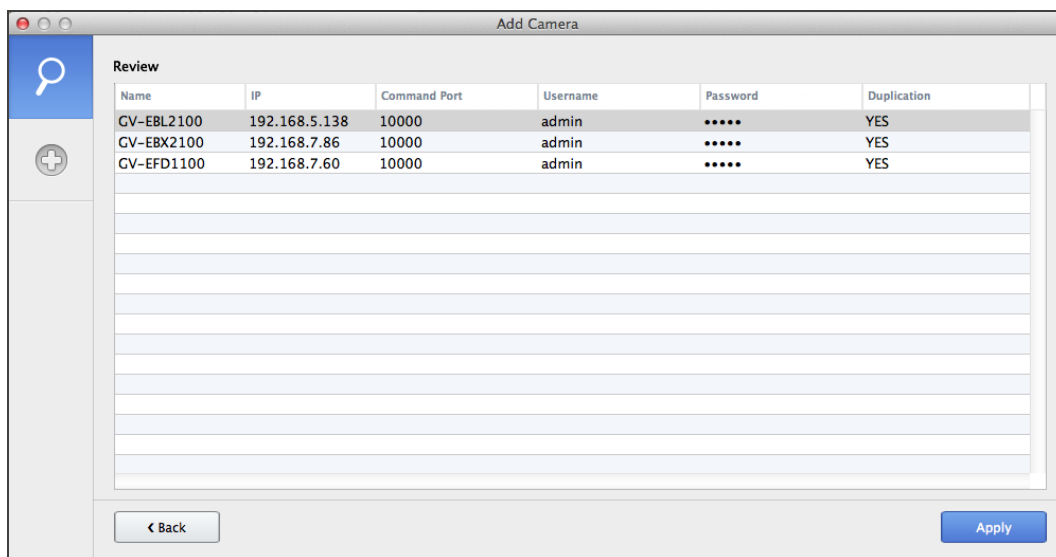 Add Camera
Review
Name IP Command Port Username Password Duplication
GV-EBL2100 192.168.5.138 10000 admin ••••• YES
GV-EBX2100 192.168.7.86 10000 admin ••••• YES
GV-EFD1100 192.168.7.60 10000 admin ••••• YES
< Back Apply